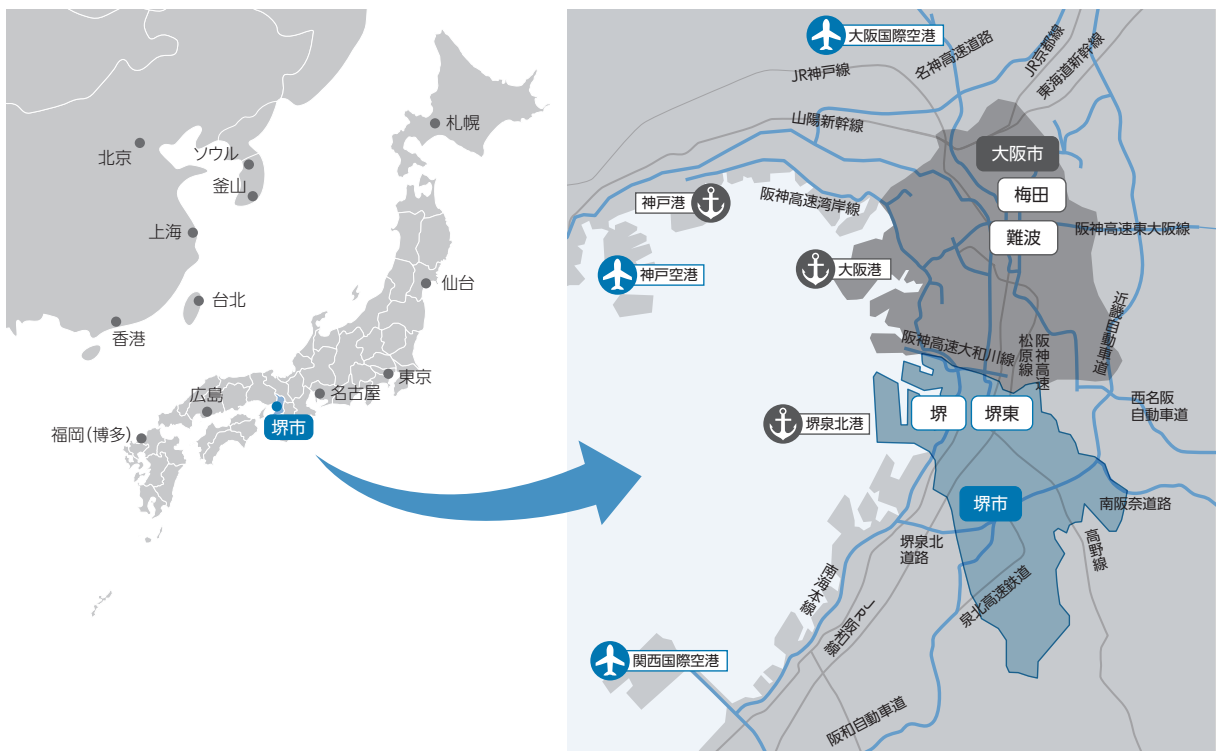 札幌
北京
ソウル
釜山
上海
仙台
台北
香港
東京
名古屋
広島
堺市
福岡(博多)
大阪国際空港
名神高速道路
JR京都線
東海道新幹線
JR神戸線
山陽新幹線
大阪市
梅田
神戸港
阪神高速湾岸線
難波
阪神高速東大阪線
神戸空港
大阪港
近畿自動車道
阪神高速大和川線
阪神高速
松原線
西名阪
自動車道
堺
堺東
堺泉北港
堺市
南阪奈道路
堺泉北
道路
高野線
南海本線
泉北高速鉄道
JR阪和線
関西国際空港
阪和自動車道